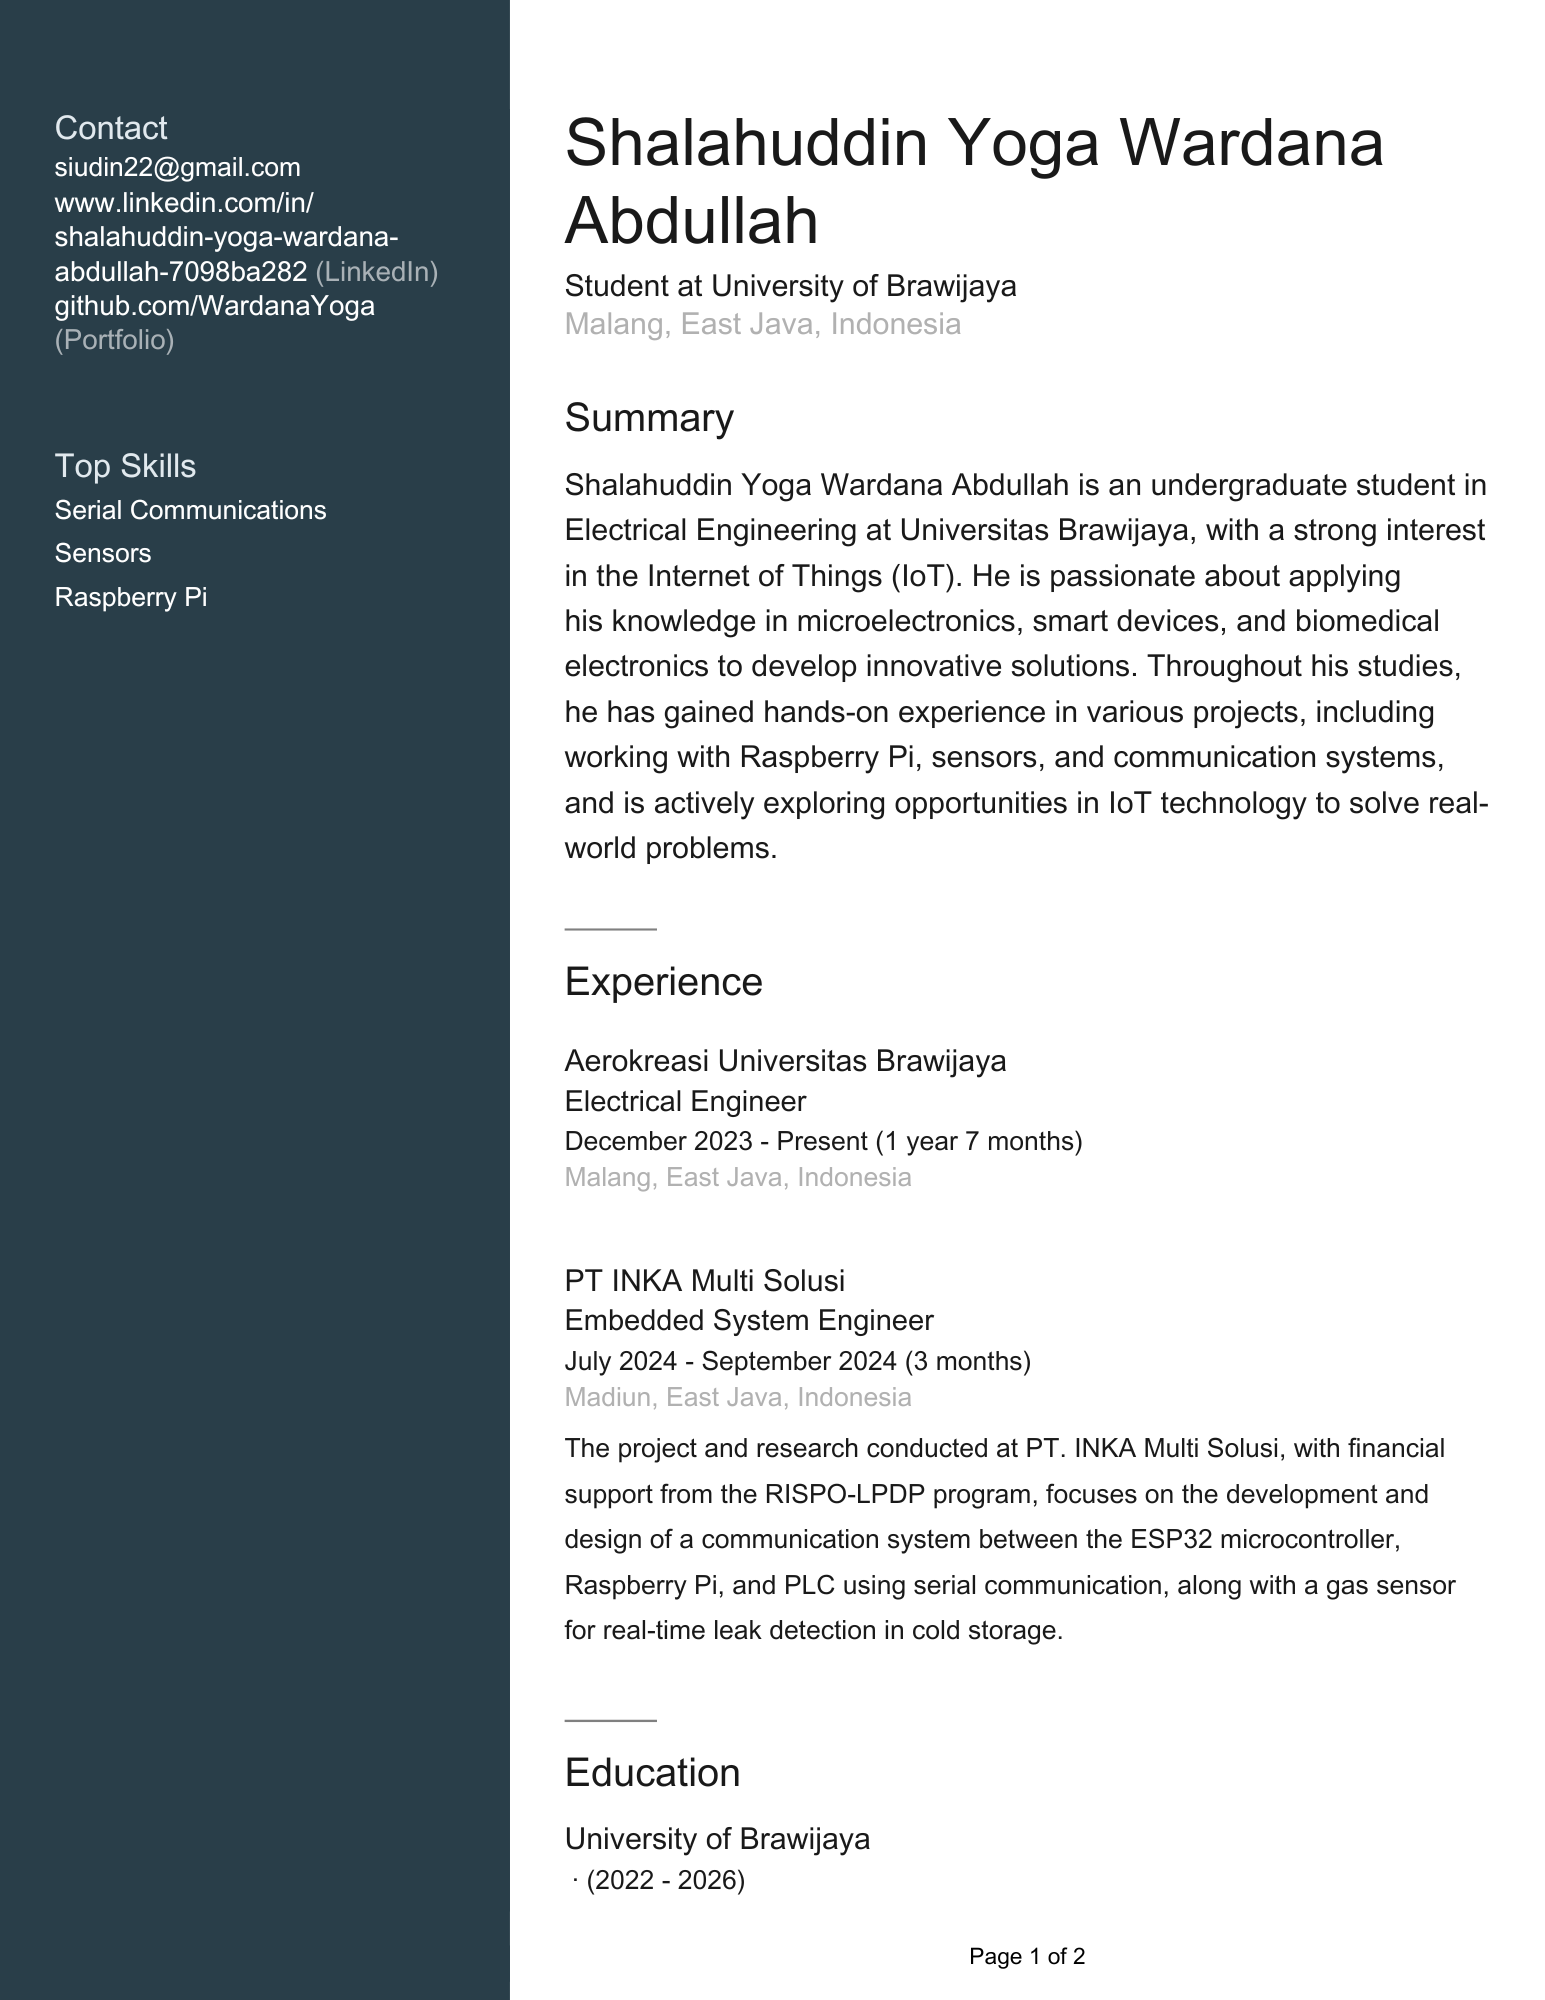 Contact
siudin22@gmail.com
www.linkedin.com/in/
shalahuddin-yoga-wardana-
abdullah-7098ba282 (LinkedIn)
github.com/WardanaYoga
(Portfolio)
Top Skills
Serial Communications
Sensors
Raspberry Pi
Shalahuddin Yoga Wardana
Abdullah
Student at University of Brawijaya
Malang, East Java, Indonesia
Summary
Shalahuddin Yoga Wardana Abdullah is an undergraduate student in
Electrical Engineering at Universitas Brawijaya, with a strong interest
in the Internet of Things (IoT). He is passionate about applying
his knowledge in microelectronics, smart devices, and biomedical
electronics to develop innovative solutions. Throughout his studies,
he has gained hands-on experience in various projects, including
working with Raspberry Pi, sensors, and communication systems,
and is actively exploring opportunities in IoT technology to solve real-
world problems.
Experience
Aerokreasi Universitas Brawijaya
Electrical Engineer
December 2023 - Present (1 year 7 months)
Malang, East Java, Indonesia
PT INKA Multi Solusi
Embedded System Engineer
July 2024 - September 2024 (3 months)
Madiun, East Java, Indonesia
The project and research conducted at PT. INKA Multi Solusi, with financial
support from the RISPO-LPDP program, focuses on the development and
design of a communication system between the ESP32 microcontroller,
Raspberry Pi, and PLC using serial communication, along with a gas sensor
for real-time leak detection in cold storage.
Education
University of Brawijaya
· (2022 - 2026)
Page 1 of 2